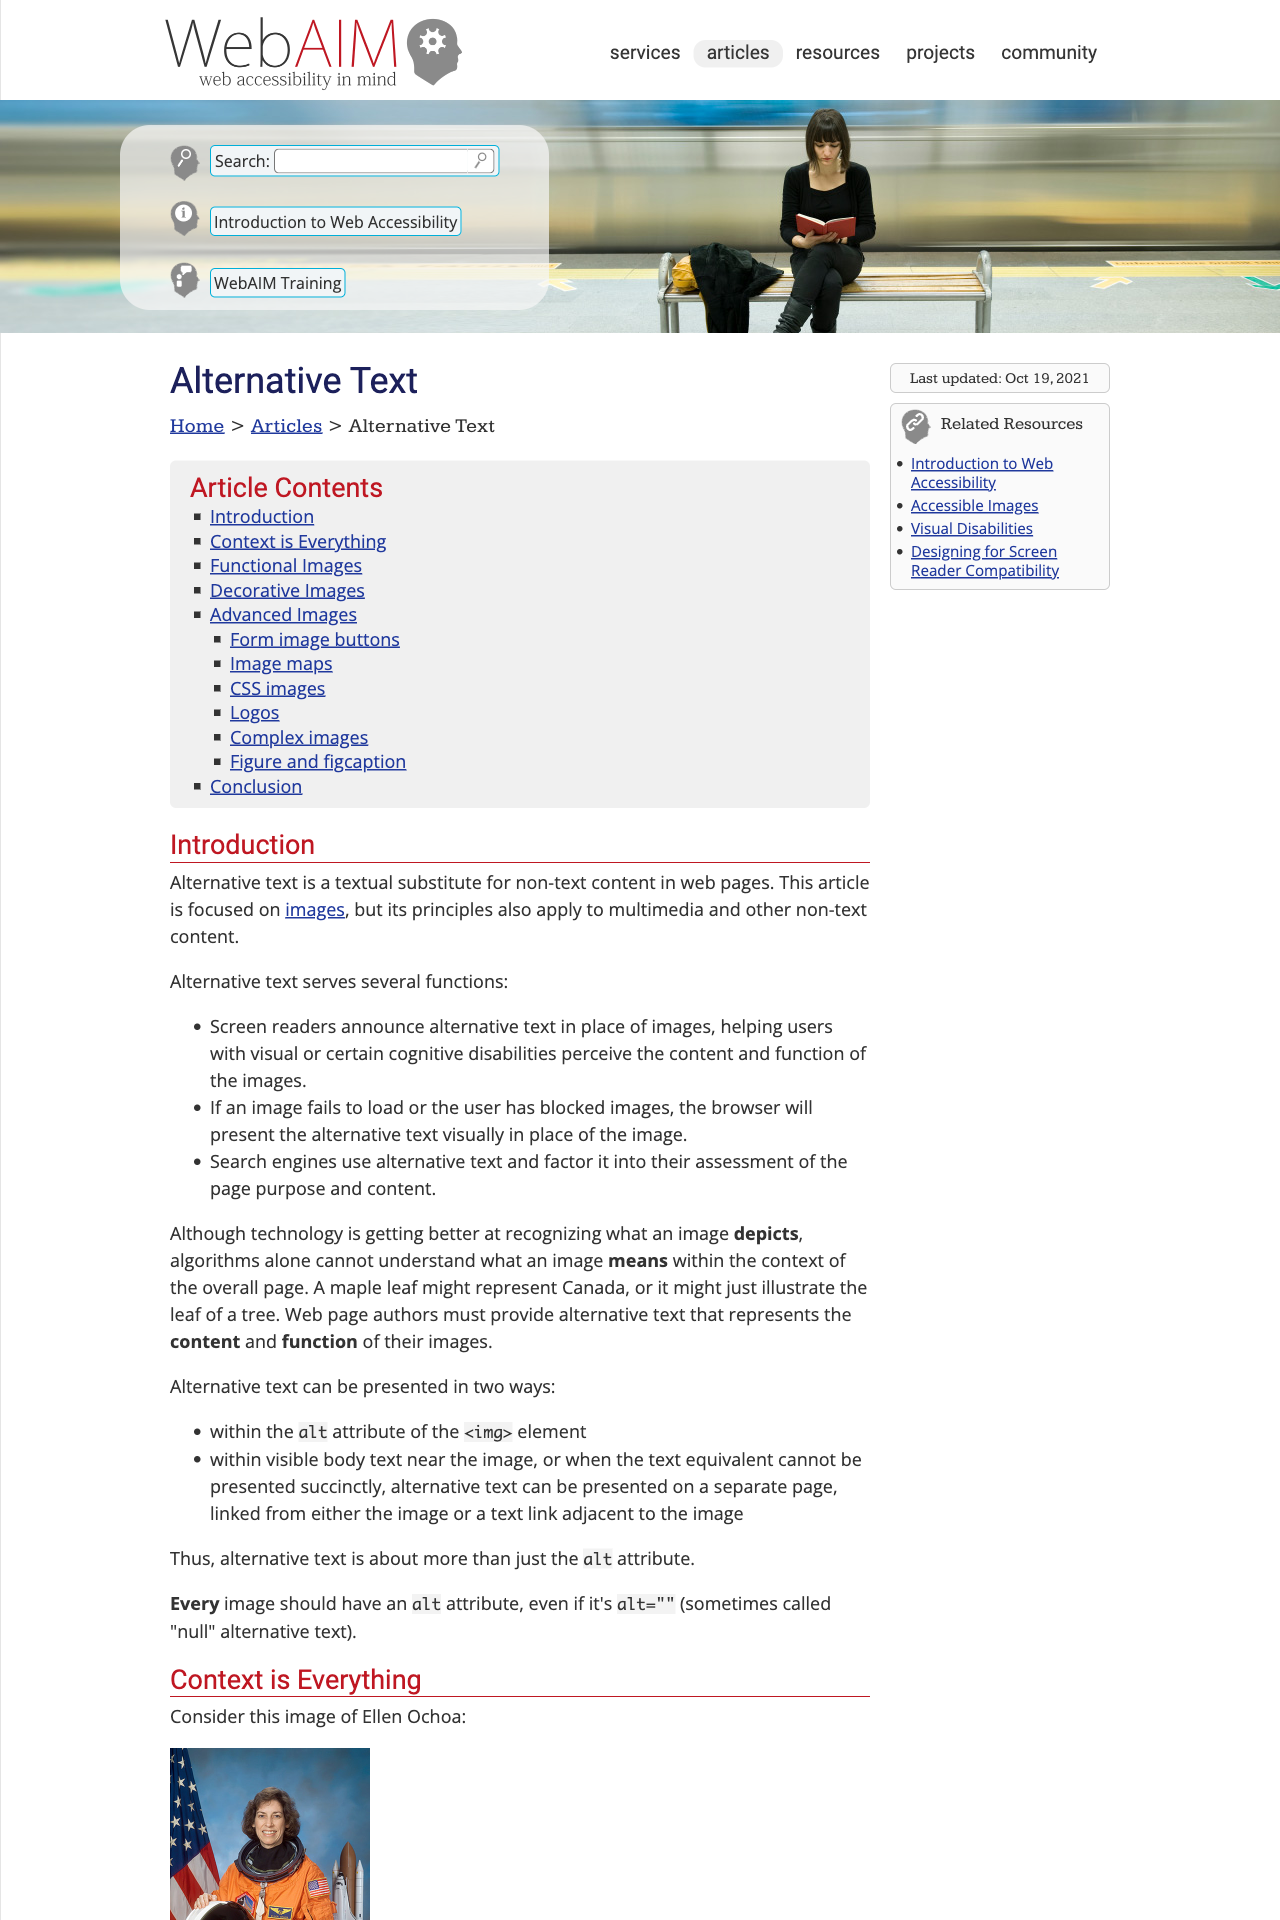 WebAIM
web accessibility in mind
services articles resources projects community
Search:
Introduction to Web Accessibility
WebAIM Training
Alternative Text
Home > Articles > Alternative Text
Article Contents
Introduction
Context is Everything
Functional Images
Decorative Images
Advanced Images
Form image buttons
Image maps
CSS images
Logos
Complex images
Figure and figcaption
Conclusion
Last updated: Oct 19, 2021
Related Resources
Introduction to Web
Accessibility
Accessible Images
Visual Disabilities
Designing for Screen
Reader Compatibility
Introduction
Alternative text is a textual substitute for non-text content in web pages. This article
is focused on images, but its principles also apply to multimedia and other non-text
content.
Alternative text serves several functions:
Screen readers announce alternative text in place of images, helping users
with visual or certain cognitive disabilities perceive the content and function of
the images.
If an image fails to load or the user has blocked images, the browser will
present the alternative text visually in place of the image.
Search engines use alternative text and factor it into their assessment of the
page purpose and content.
Although technology is getting better at recognizing what an image depicts,
algorithms alone cannot understand what an image means within the context of
the overall page. A maple leaf might represent Canada, or it might just illustrate the
leaf of a tree. Web page authors must provide alternative text that represents the
content and function of their images.
Alternative text can be presented in two ways:
within the alt attribute of the <img> element
within visible body text near the image, or when the text equivalent cannot be
presented succinctly, alternative text can be presented on a separate page,
linked from either the image or a text link adjacent to the image
Thus, alternative text is about more than just the alt attribute.
Every image should have an alt attribute, even if it's alt="" (sometimes called
"null" alternative text).
Context is Everything
Consider this image of Ellen Ochoa: